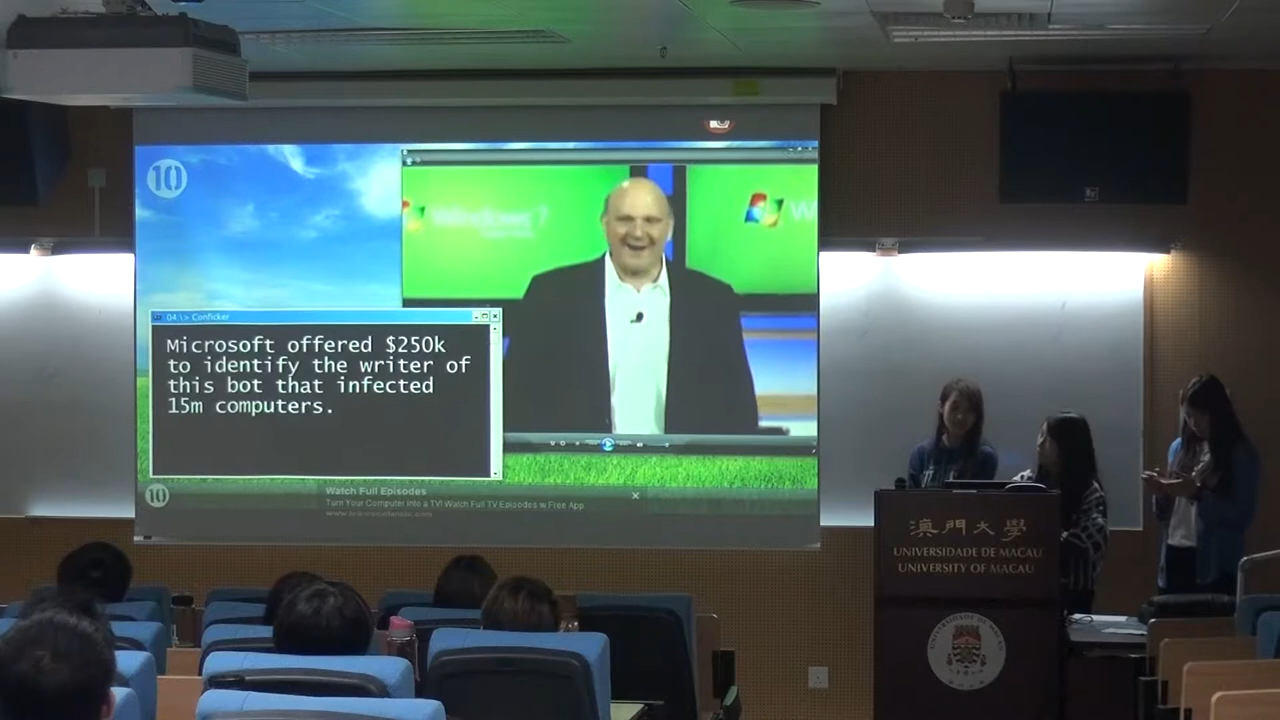 10
Windows 7
W
04:\> Conficker
Microsoft offered $250k
to identify the writer of
this bot that infected
15m computers.
10
Watch Full Episodes
Turn Your Computer into a TV! Watch Full TV Episodes w Free App
澳門大學
UNIVERSIDADE DE MACAU
UNIVERSITY OF MACAU